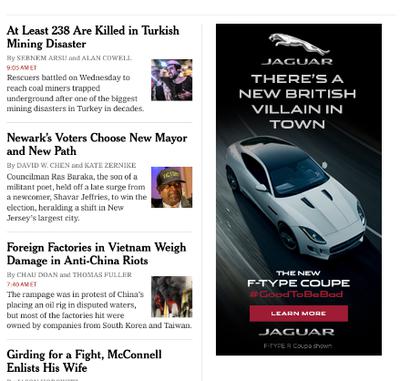 At Least 238 Are Killed in Turkish
Mining Disaster
By SEBNEM ARSU and ALAN COWELL
9:05 AM ET
Rescuers battled on Wednesday to
reach coal miners trapped
underground after one of the biggest
mining disasters in Turkey in decades.
Newark's Voters Choose New Mayor
and New Path
By DAVID W. CHEN and KATE ZERNIKE
Councilman Ras Baraka, the son of a
militant poet, held off a late surge from
a newcomer, Shavar Jeffries, to win the
election, heralding a shift in New
Jersey's largest city.
Foreign Factories in Vietnam Weigh
Damage in Anti-China Riots
By CHAU DOAN and THOMAS FULLER
7:40 AM ET
The rampage was in protest of China's
placing an oil rig in disputed waters,
but most of the factories hit were
owned by companies from South Korea and Taiwan.
Girding for a Fight, McConnell
Enlists His Wife
JAGUAR
THERE'S A
NEW BRITISH
VILLAIN IN
TOWN
THE NEW
F-TYPE COUPE
#GoodToBeBad
LEARN MORE
JAGUAR
F-TYPE R Coupe shown